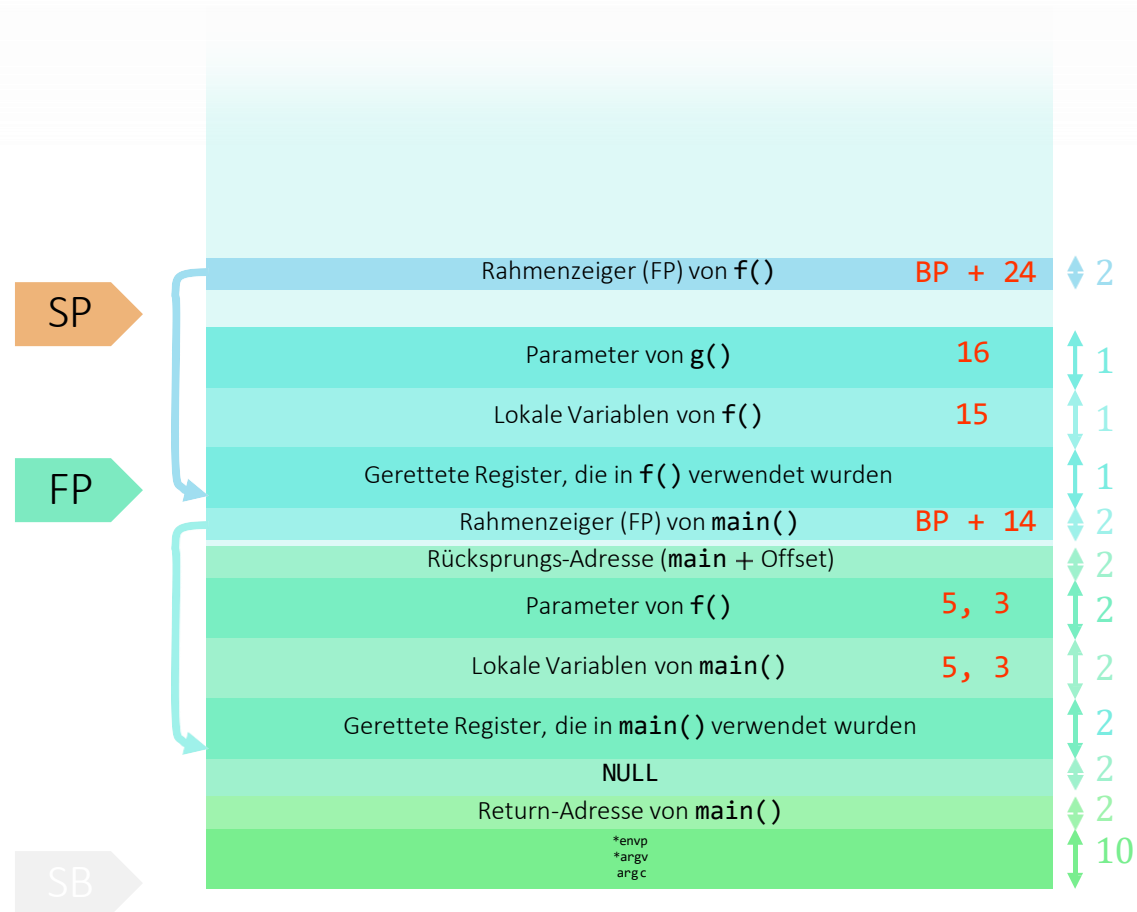 Rahmenzeiger (FP) von f() BP + 24 2
SP
Parameter von g() 16 1
Lokale Variablen von f() 15 1
Gerettete Register, die in f() verwendet wurden 1
FP
Rahmenzeiger (FP) von main() BP + 14 2
Rücksprungs-Adresse (main + Offset) 2
Parameter von f() 5, 3 2
Lokale Variablen von main() 5, 3 2
Gerettete Register, die in main() verwendet wurden 2
NULL 2
Return-Adresse von main() 2
*envp
*argv 10
argc
SB